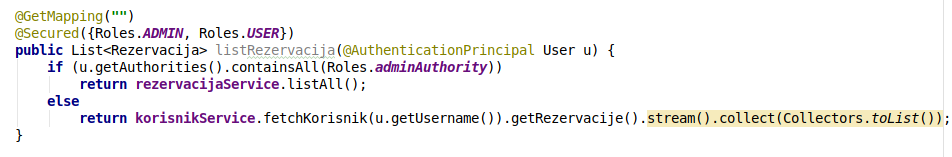 @GetMapping("")
@Secured({Roles.ADMIN, Roles.USER})
public List<Rezervacija> listRezervacija(@AuthenticationPrincipal User u) {
    if (u.getAuthorities().containsAll(Roles.adminAuthority))
        return rezervacijaService.listAll();
    else
        return korisnikService.fetchKorisnik(u.getUsername()).getRezervacije().stream().collect(Collectors.toList());
}